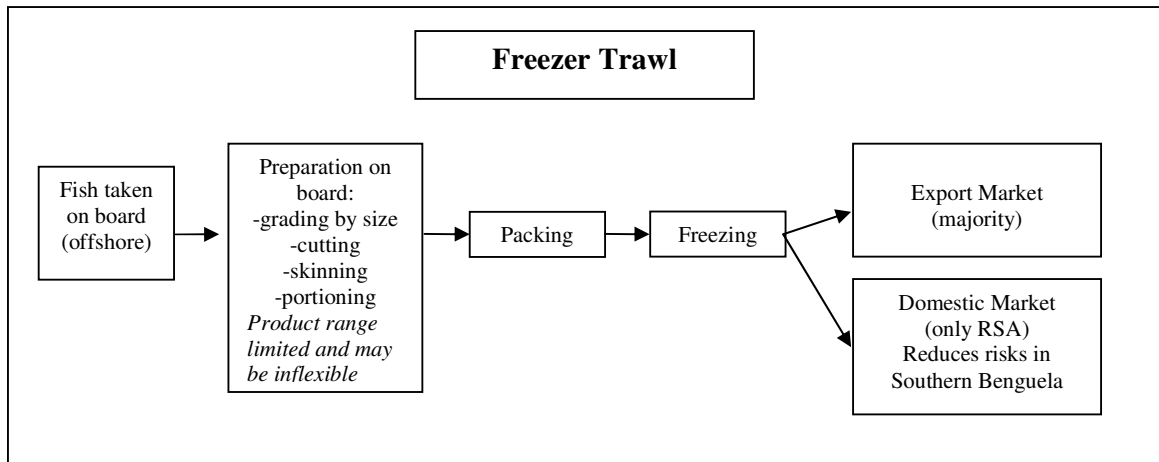 Freezer Trawl
Fish taken
on board
(offshore)
Preparation on
board:
-grading by size
-cutting
-skinning
-portioning
Product range
limited and may
be inflexible
Packing
Freezing
Export Market
(majority)
Domestic Market
(only RSA)
Reduces risks in
Southern Benguela